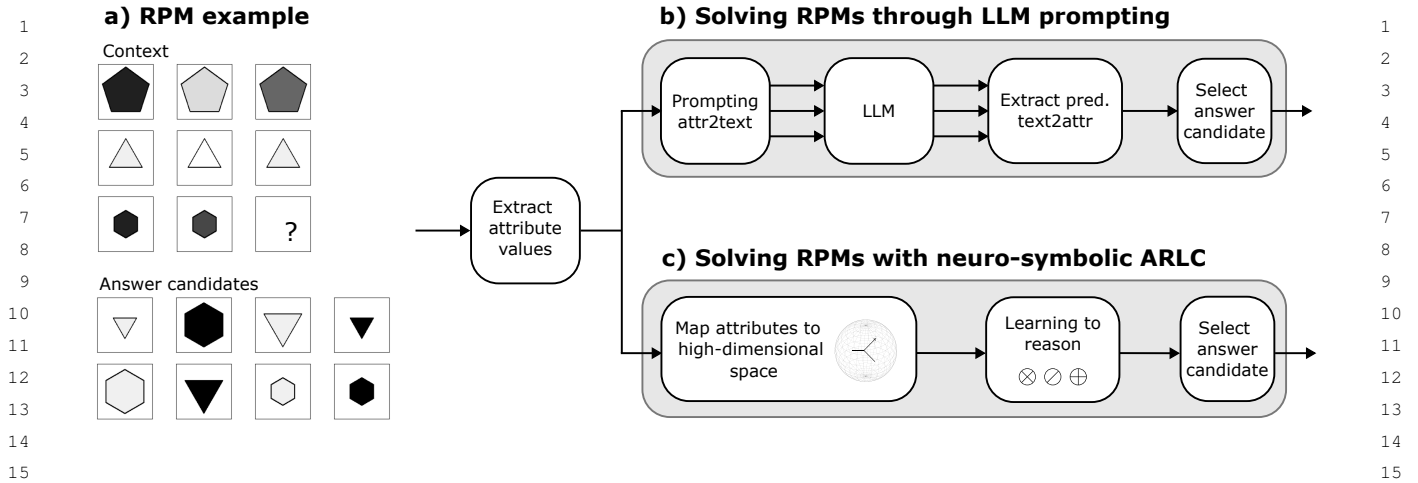 a) RPM example
Context
?
Answer candidates
Extract
attribute
values
b) Solving RPMs through LLM prompting
Prompting
attr2text
LLM
Extract pred.
text2attr
Select
answer
candidate
c) Solving RPMs with neuro-symbolic ARLC
Map attributes to
high-dimensional
space
Learning to
reason
Select
answer
candidate
1
2
3
4
5
6
7
8
9
10
11
12
13
14
15
1
2
3
4
5
6
7
8
9
10
11
12
13
14
15